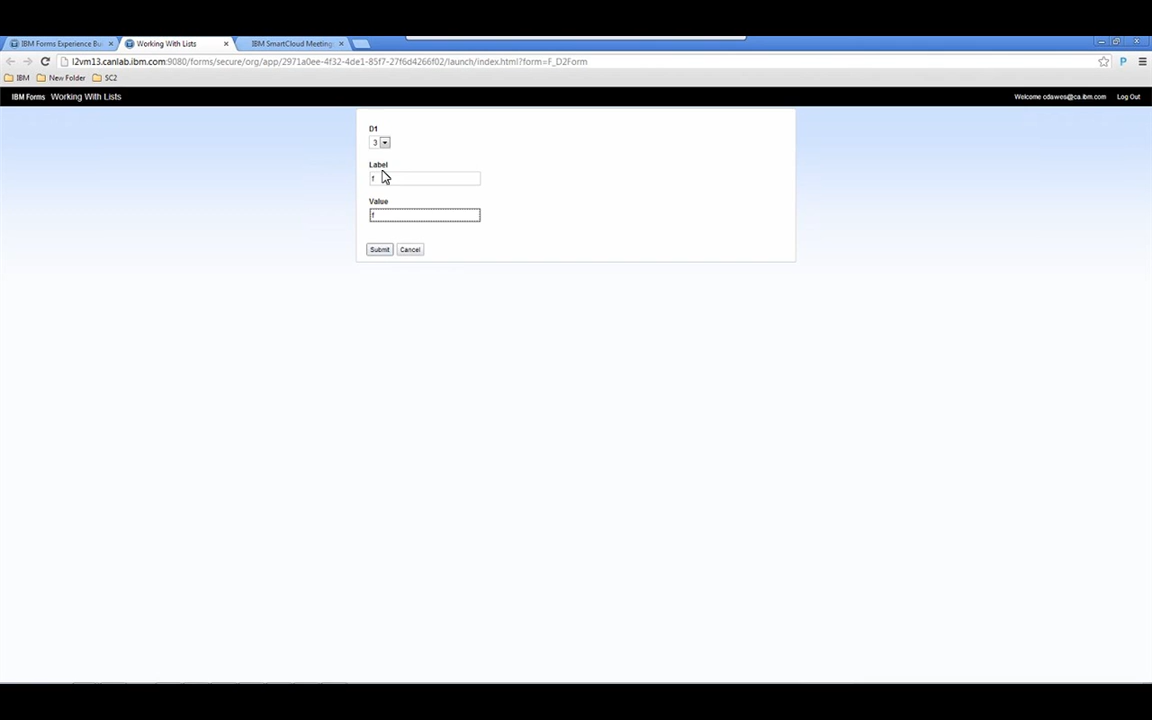 IBM Forms Experience Bu
Working With Lists
IBM SmartCloud Meeting
l2vm13.canlab.ibm.com:9080/forms/secure/org/app/2971a0ee-4f32-4de1-85f7-27f6d4266f02/launch/index.html?form=F_D2Form
IBM
New Folder
SC2
IBM Forms Working With Lists
Welcome odawes@ca.ibm.com
Log Out
D1
3
Label
f
Value
f
Submit
Cancel